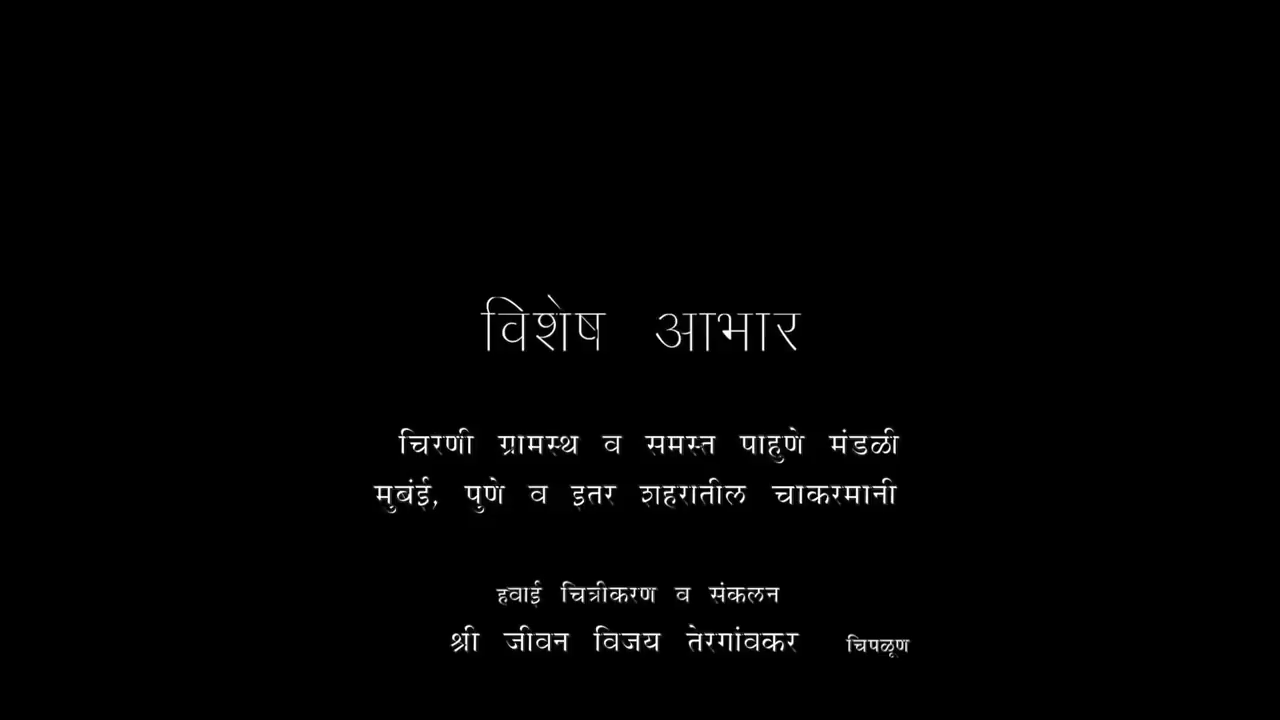 विशेष आभार
चिरणी ग्रामस्थ व समस्त पाहुणे मंडळी
मुबंई, पुणे व इतर शहरातील चाकरमानी
हवाई चित्रीकरण व संकलन
श्री जीवन विजय तेरगांवकर चिपळूण